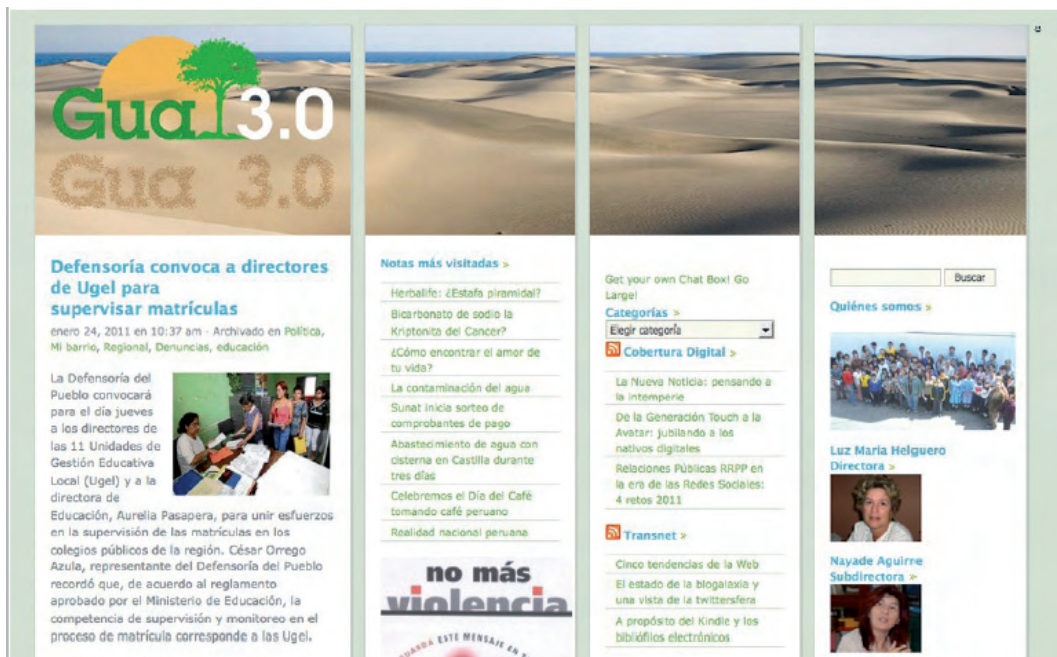 Gua 3.0
Gua 3.0
Defensoría convoca a directores
de Ugel para
supervisar matrículas
enero 24, 2011 en 10:37 am · Archivado en Política,
Mi barrio, Regional, Denuncias, educación
La Defensoría del
Pueblo convocará
para el día jueves
a los directores de
las 11 Unidades de
Gestión Educativa
Local (Ugel) y a la
directora de
Educación, Aurelia Pasapera, para unir esfuerzos
en la supervisión de las matrículas en los
colegios públicos de la región. César Orrego
Azula, representante del Defensoría del Pueblo
recordó que, de acuerdo al reglamento
aprobado por el Ministerio de Educación, la
competencia de supervisión y monitoreo en el
proceso de matrícula corresponde a las Ugel.
Notas más visitadas »
Herbalife: ¿Estafa piramidal?
Bicarbonato de sodio la
Kriptonita del Cancer?
¿Cómo encontrar el amor de
tu vida?
La contaminación del agua
Sunat inicia sorteo de
comprobantes de pago
Abastecimiento de agua con
cisterna en Castilla durante
tres días
Celebremos el Día del Café
tomando café peruano
Realidad nacional peruana
no más
violencia
GUARDA ESTE MENSAJE EN
Get your own Chat Box! Go
Large!
Categorías »
Elegir categoría
Cobertura Digital »
La Nueva Noticia: pensando a
la intemperie
De la Generación Touch a la
Avatar: jubilando a los
nativos digitales
Relaciones Públicas RRPP en
la era de las Redes Sociales:
4 retos 2011
Transnet »
Cinco tendencias de la Web
El estado de la blogalaxia y
una vista de la twittersfera
A propósito del Kindle y los
bibliófilos electrónicos
Buscar
Quiénes somos »
Luz Maria Helguero
Directora »
Nayade Aguirre
Subdirectora »